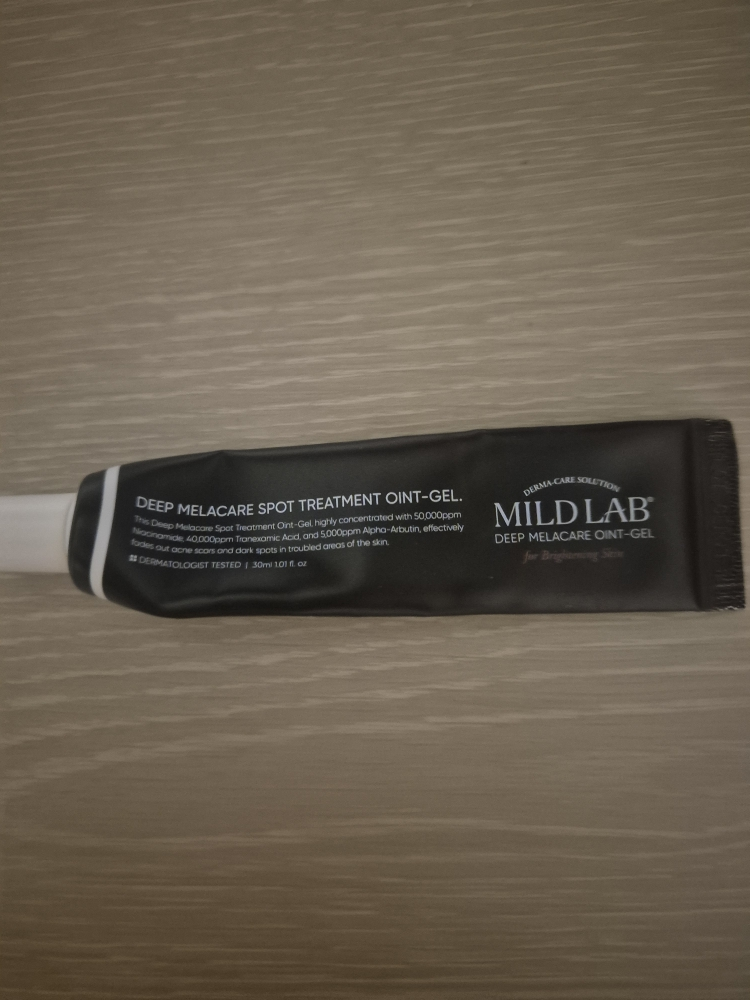 DEEP MELACARE SPOT TREATMENT OINT-GEL.
This Deep Melacare Spot Treatment Oint-Gel, highly concentrated with 50,000ppm
Niacinamide, 40,000ppm Tranexamic Acid, and 5,000ppm Alpha-Arbutin, effectively
fades out acne scars and dark spots in troubled areas of the skin.
DERMATOLOGIST TESTED | 30ml 1.01 fl. oz
DERMA-CARE SOLUTION
MILD LAB®
DEEP MELACARE OINT-GEL
for Brightening Skin